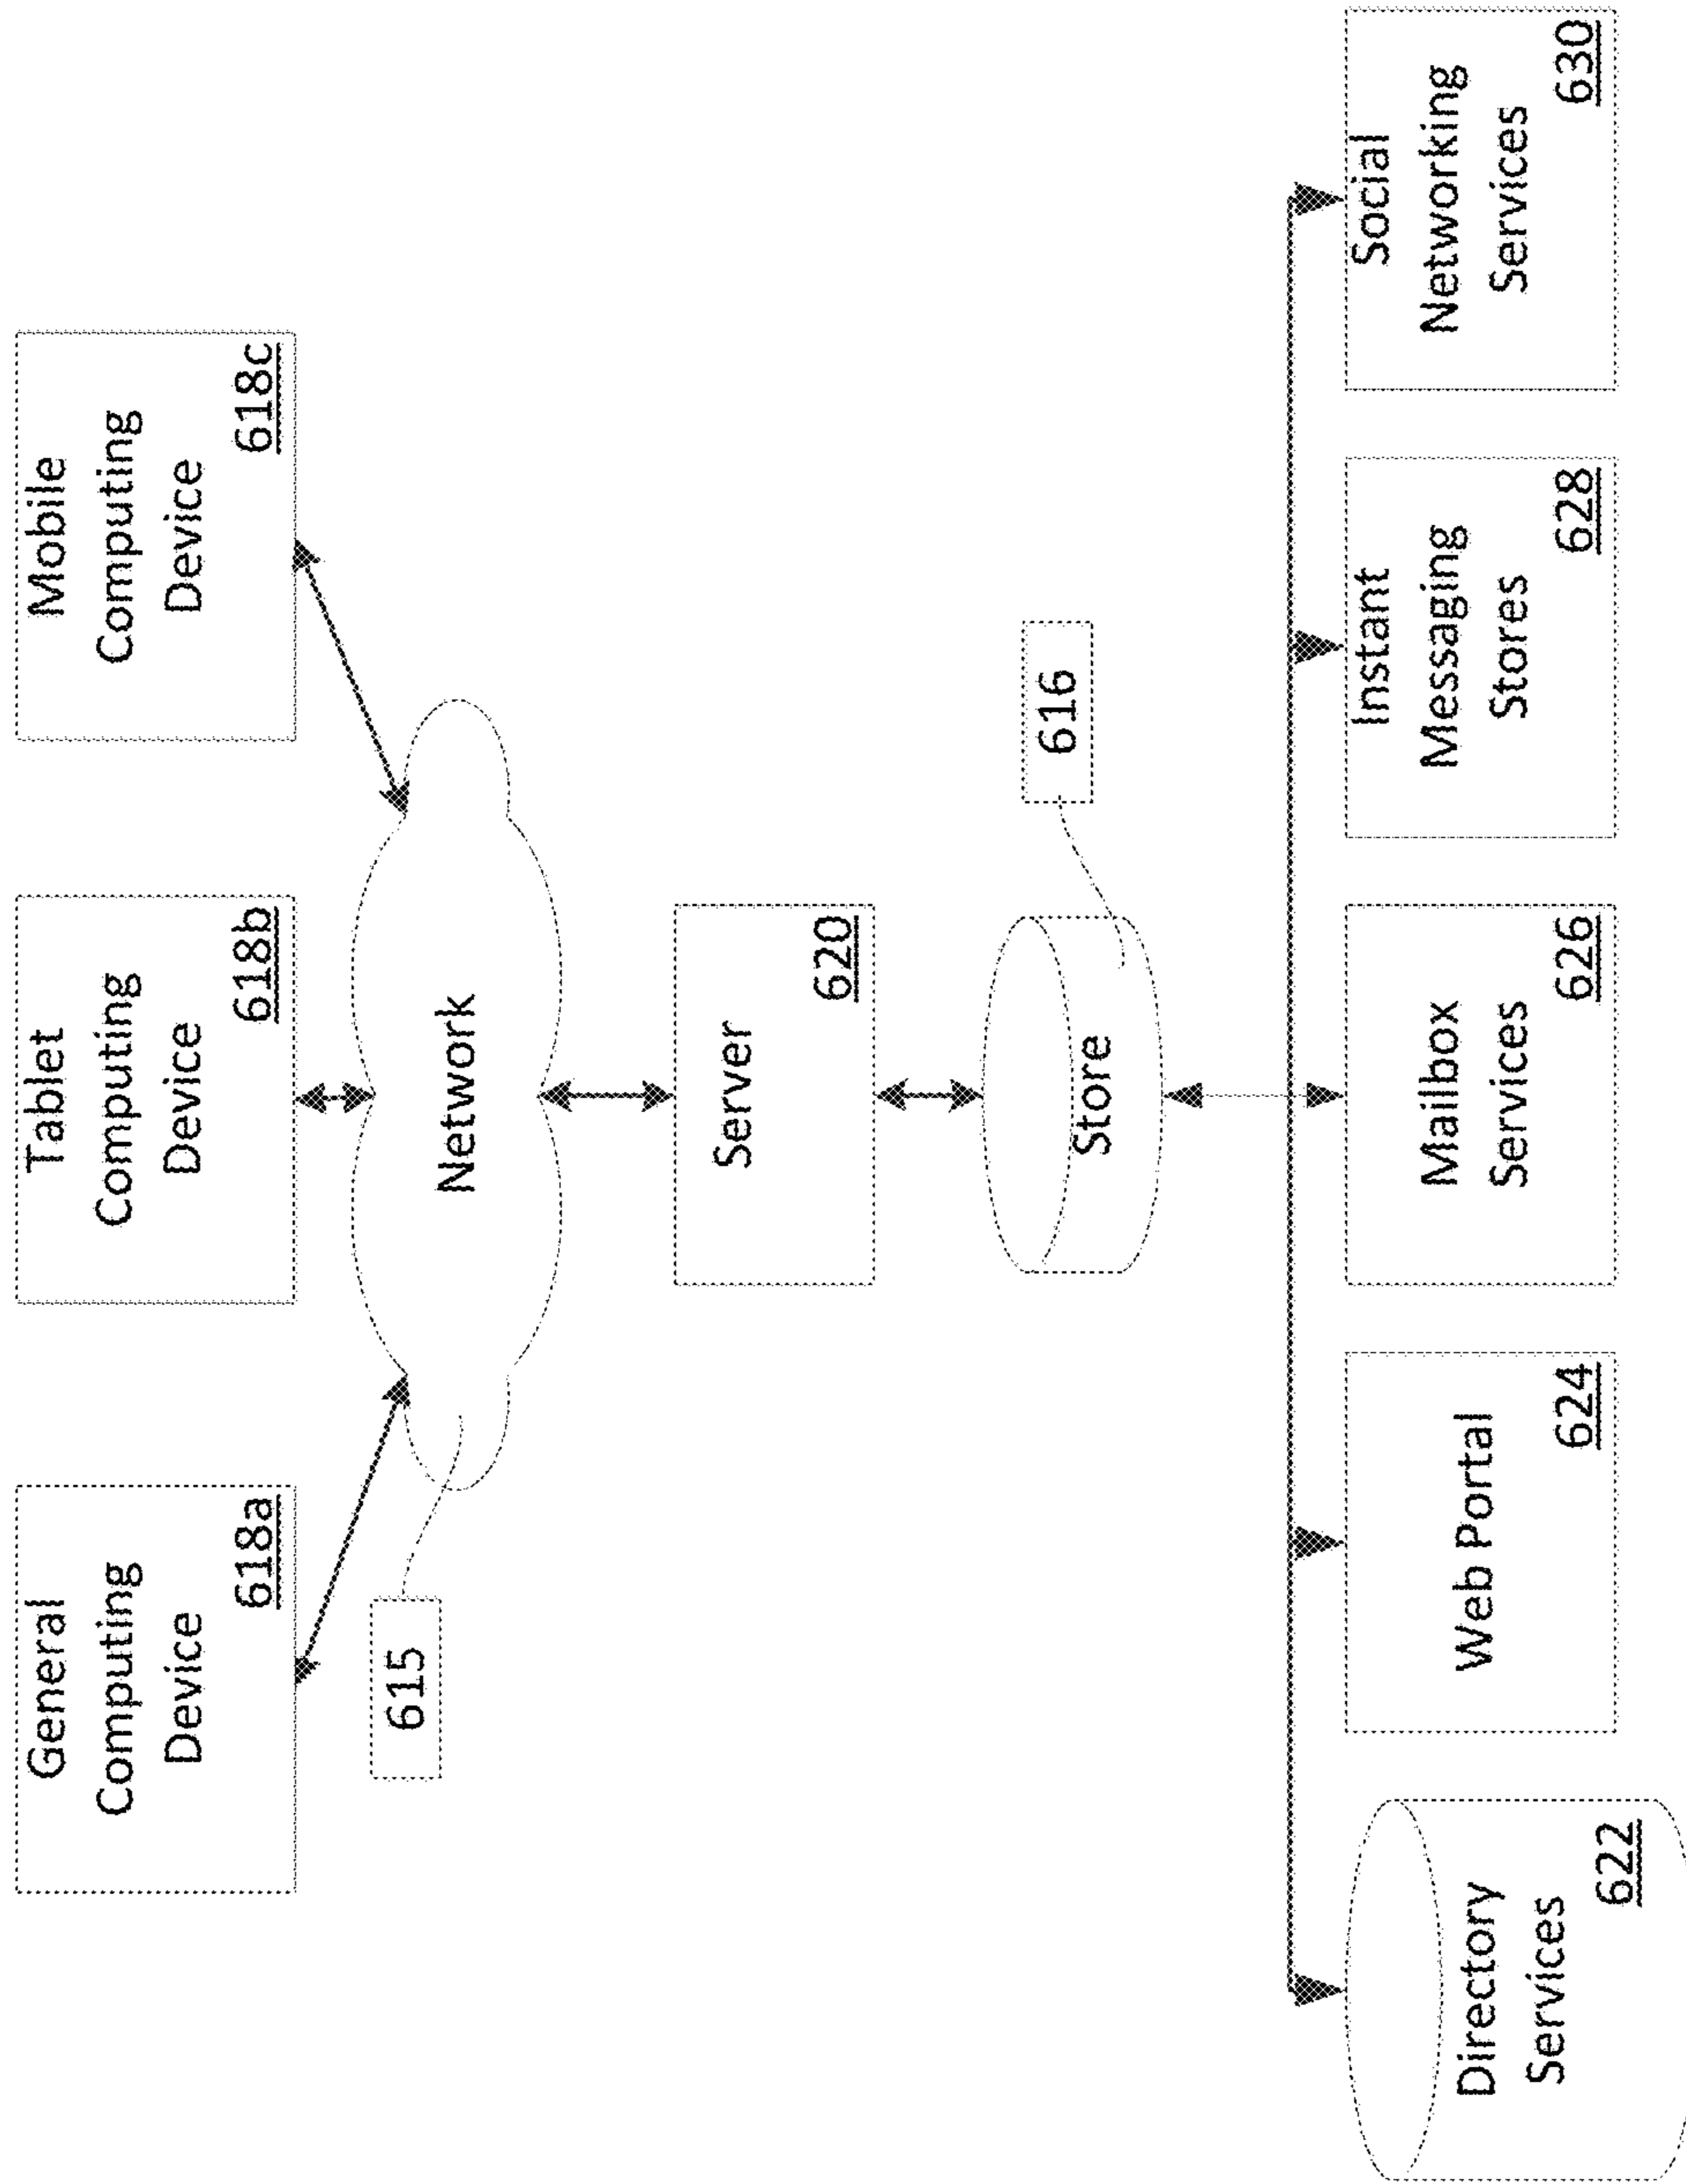 General
Computing
Device
618a
Tablet
Computing
Device
618b
Mobile
Computing
Device
618c
615
Network
Server
620
616
Store
Directory
Services
622
Web Portal
624
Mailbox
Services
626
Instant
Messaging
Stores
628
Social
Networking
Services
630